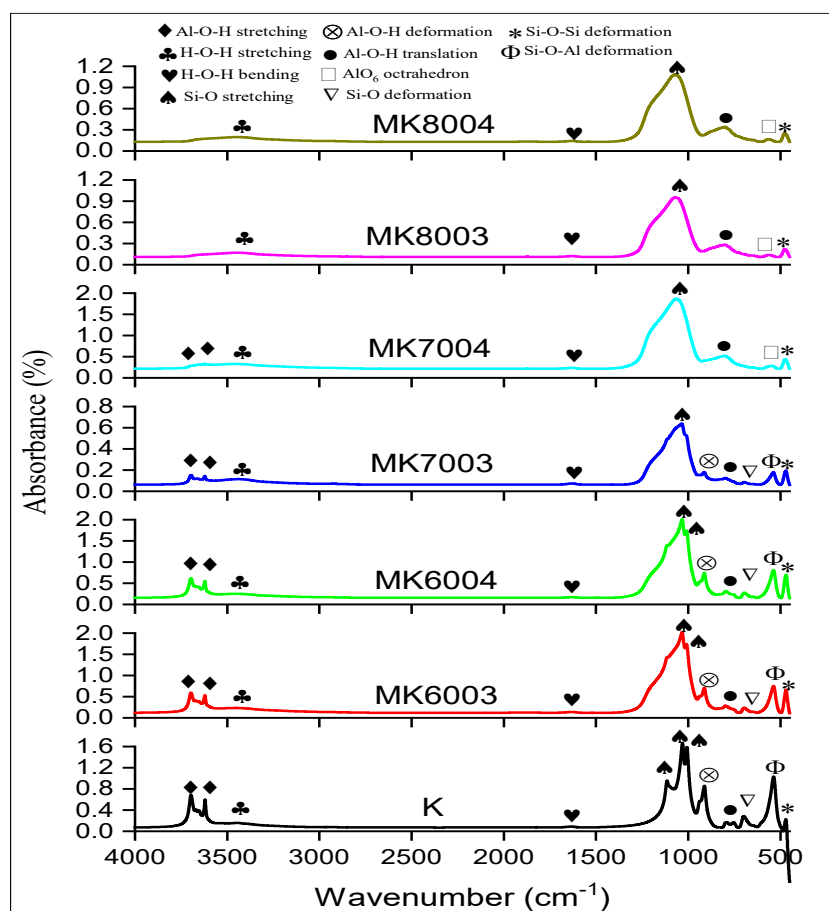 ◆ Al-O-H stretching ⊗ Al-O-H deformation * Si-O-Si deformation
♣ H-O-H stretching ● Al-O-H translation Φ Si-O-Al deformation
♥ H-O-H bending □ AlO₆ octrahedron
♠ Si-O stretching ▽ Si-O deformation
1.2
0.9
0.6
0.3
0.0
MK8004
1.2
0.9
0.6
0.3
0.0
MK8003
2.0
1.5
1.0
0.5
0.0
MK7004
0.8
0.6
0.4
0.2
0.0
MK7003
2.0
1.5
1.0
0.5
0.0
MK6004
2.0
1.5
1.0
0.5
0.0
MK6003
1.6
1.2
0.8
0.4
0.0
K
Absorbance (%)
4000 3500 3000 2500 2000 1500 1000 500
Wavenumber (cm⁻¹)